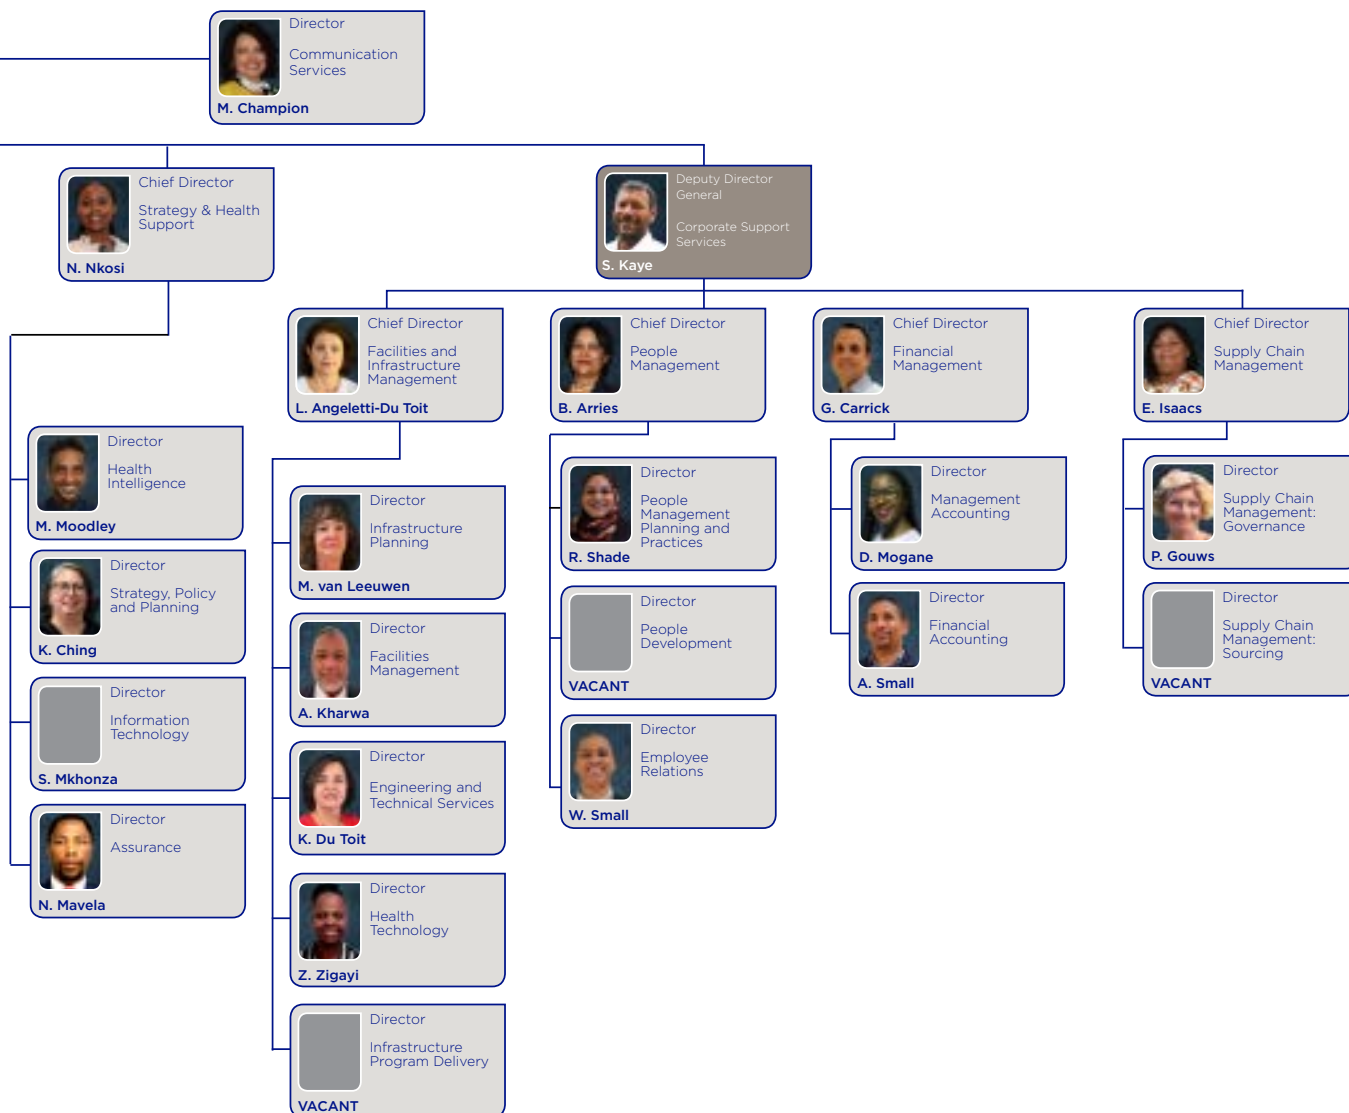 Director
Communication
Services
M. Champion
Chief Director
Strategy & Health
Support
N. Nkosi
Deputy Director
General
Corporate Support
Services
S. Kaye
Chief Director
Facilities and
Infrastructure
Management
L. Angeletti-Du Toit
Chief Director
People
Management
B. Arries
Chief Director
Financial
Management
G. Carrick
Chief Director
Supply Chain
Management
E. Isaacs
Director
Health
Intelligence
M. Moodley
Director
Strategy, Policy
and Planning
K. Ching
Director
Information
Technology
S. Mkhonza
Director
Assurance
N. Mavela
Director
Infrastructure
Planning
M. van Leeuwen
Director
Facilities
Management
A. Kharwa
Director
Engineering and
Technical Services
K. Du Toit
Director
Health
Technology
Z. Zigayi
Director
Infrastructure
Program Delivery
VACANT
Director
People
Management
Planning and
Practices
R. Shade
Director
People
Development
VACANT
Director
Employee
Relations
W. Small
Director
Management
Accounting
D. Mogane
Director
Financial
Accounting
A. Small
Director
Supply Chain
Management:
Governance
P. Gouws
Director
Supply Chain
Management:
Sourcing
VACANT